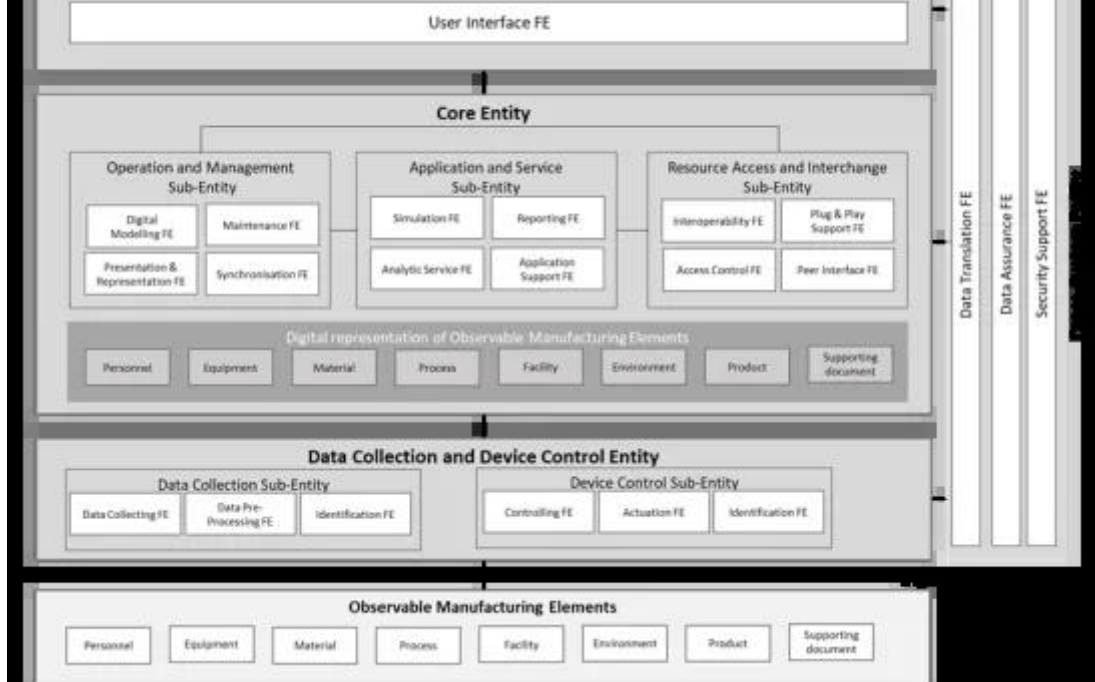 User Interface FE
Core Entity
Operation and Management
Sub-Entity
Digital
Modelling FE
Maintenance FE
Presentation &
Representation FE
Synchronisation FE
Application and Service
Sub-Entity
Simulation FE
Reporting FE
Analytic Service FE
Application
Support FE
Resource Access and Interchange
Sub-Entity
Interoperability FE
Plug & Play
Support FE
Access Control FE
Peer Interface FE
Digital representation of Observable Manufacturing Elements
Personnel
Equipment
Material
Process
Facility
Environment
Product
Supporting
document
Data Collection and Device Control Entity
Data Collection Sub-Entity
Data Collecting FE
Data Pre-
Processing FE
Identification FE
Device Control Sub-Entity
Controlling FE
Actuation FE
Identification FE
Observable Manufacturing Elements
Personnel
Equipment
Material
Process
Facility
Environment
Product
Supporting
document
Data Translation FE
Data Assurance FE
Security Support FE